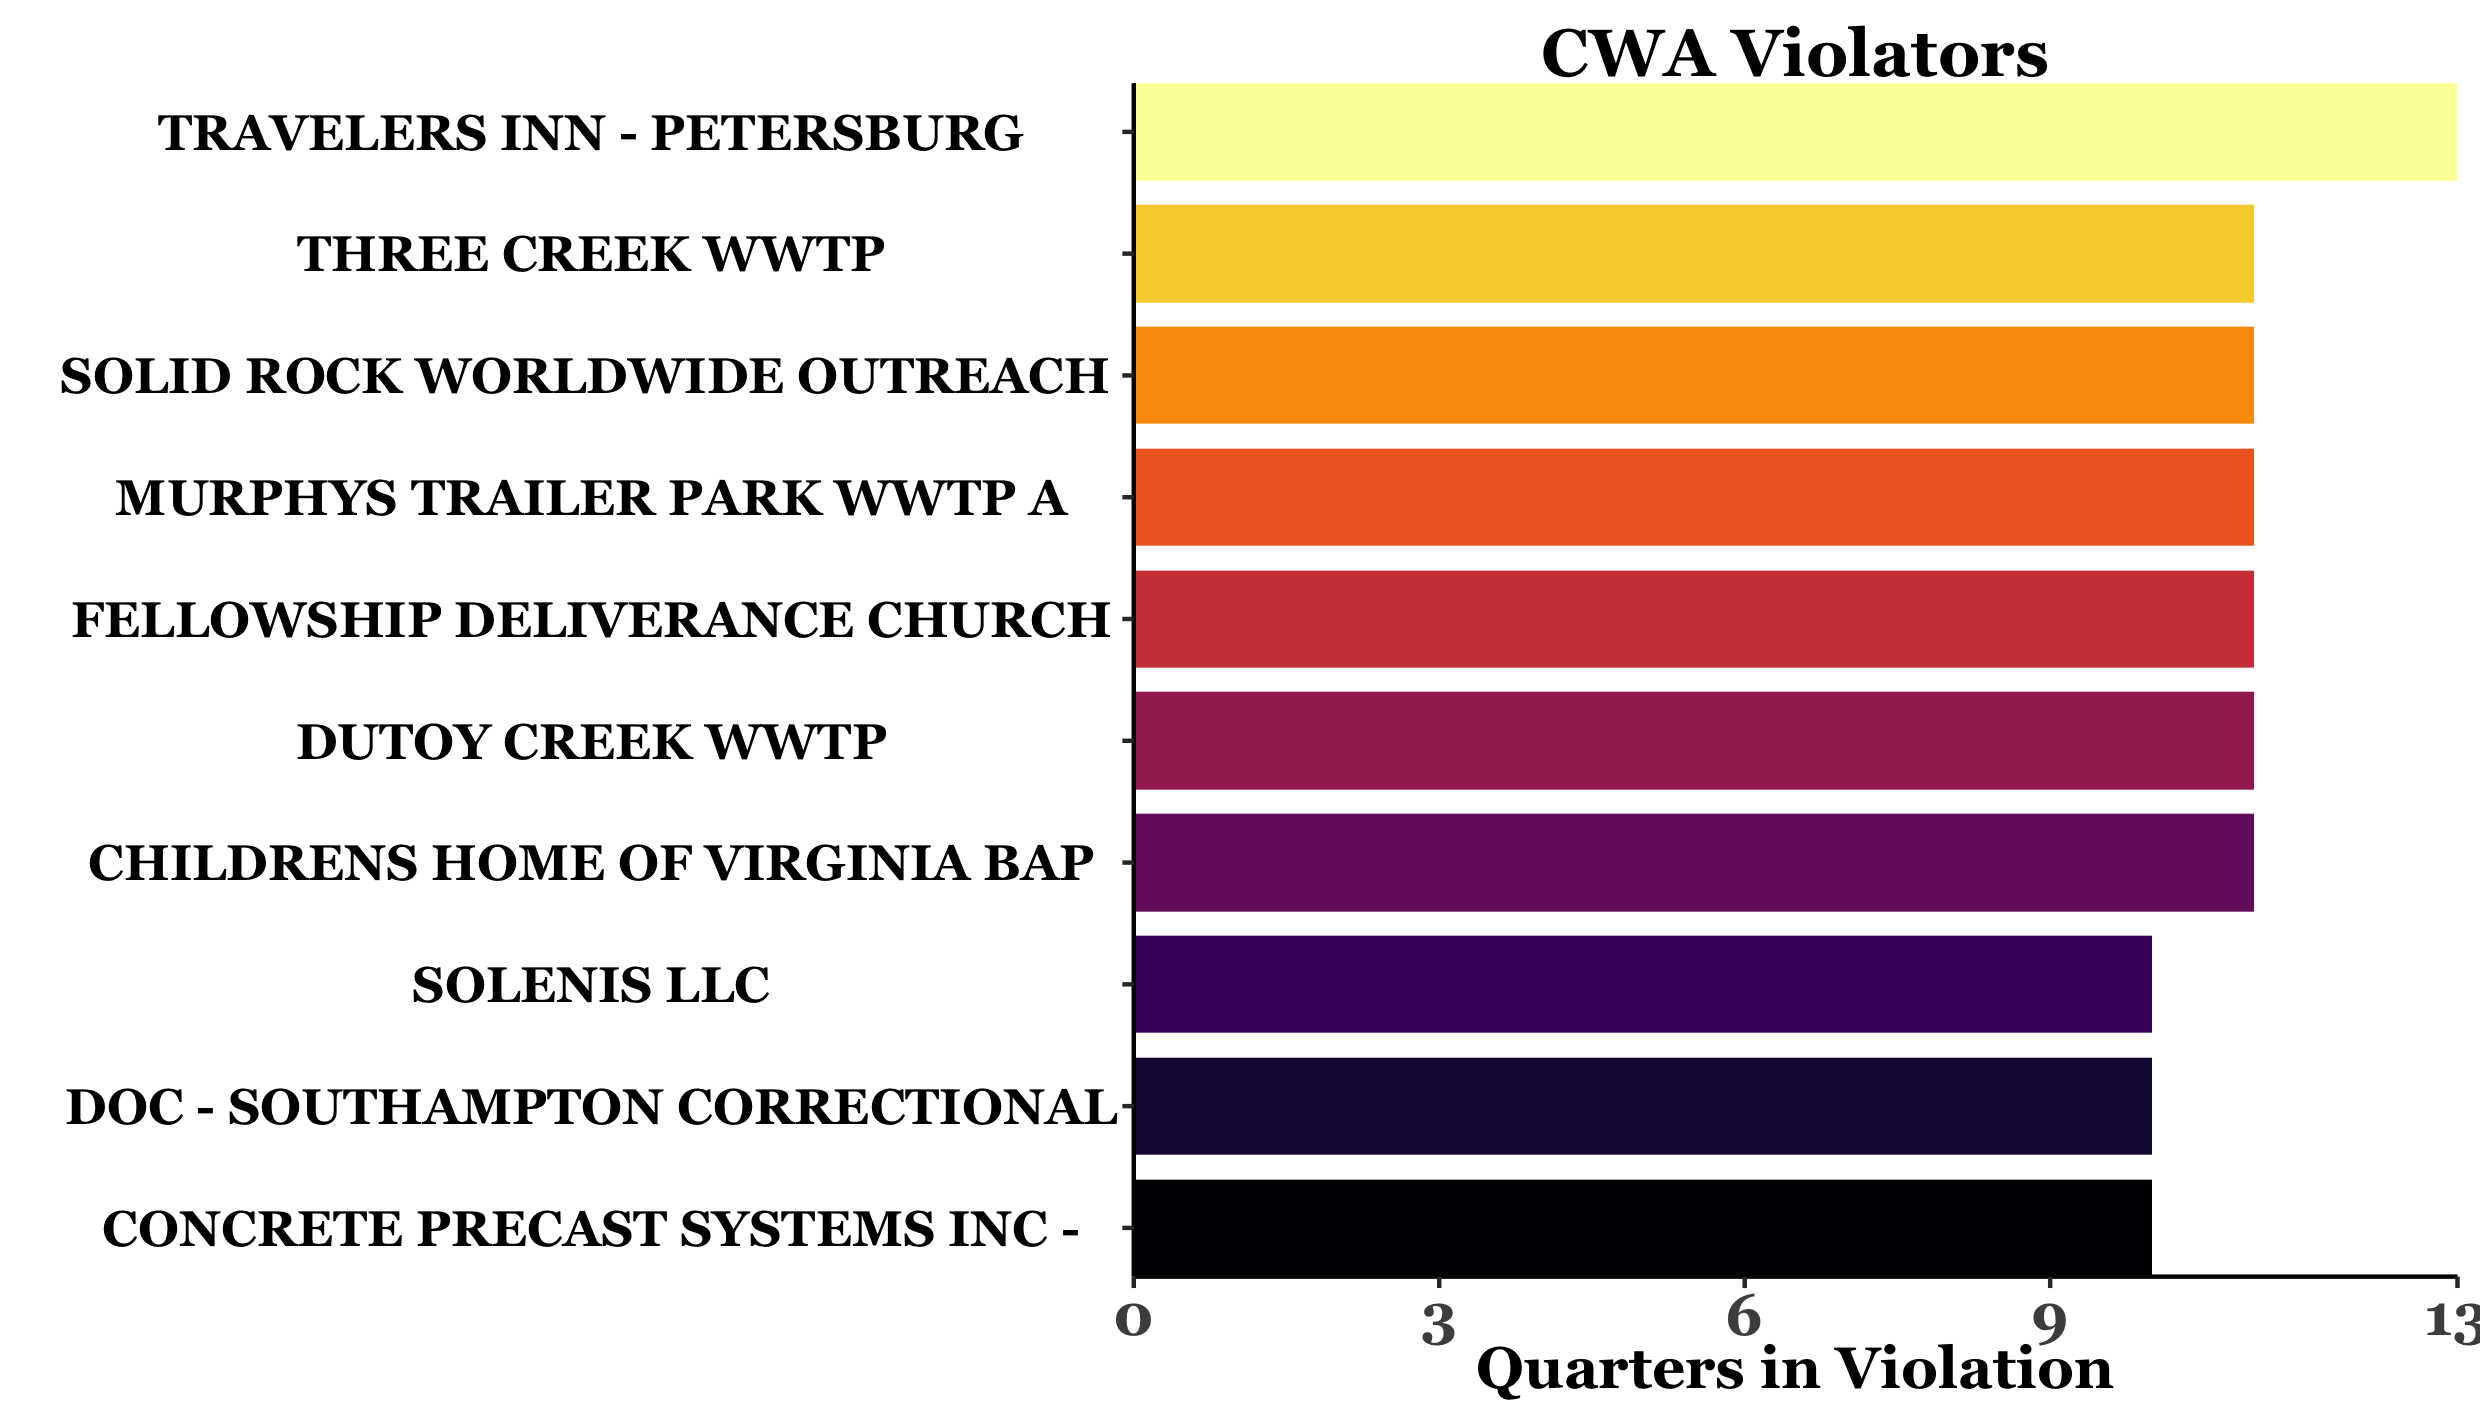 CWA Violators
TRAVELERS INN - PETERSBURG
THREE CREEK WWTP
SOLID ROCK WORLDWIDE OUTREACH
MURPHYS TRAILER PARK WWTP A
FELLOWSHIP DELIVERANCE CHURCH
DUTOY CREEK WWTP
CHILDRENS HOME OF VIRGINIA BAP
SOLENIS LLC
DOC - SOUTHAMPTON CORRECTIONAL
CONCRETE PRECAST SYSTEMS INC -
0 3 6 9 13
Quarters in Violation